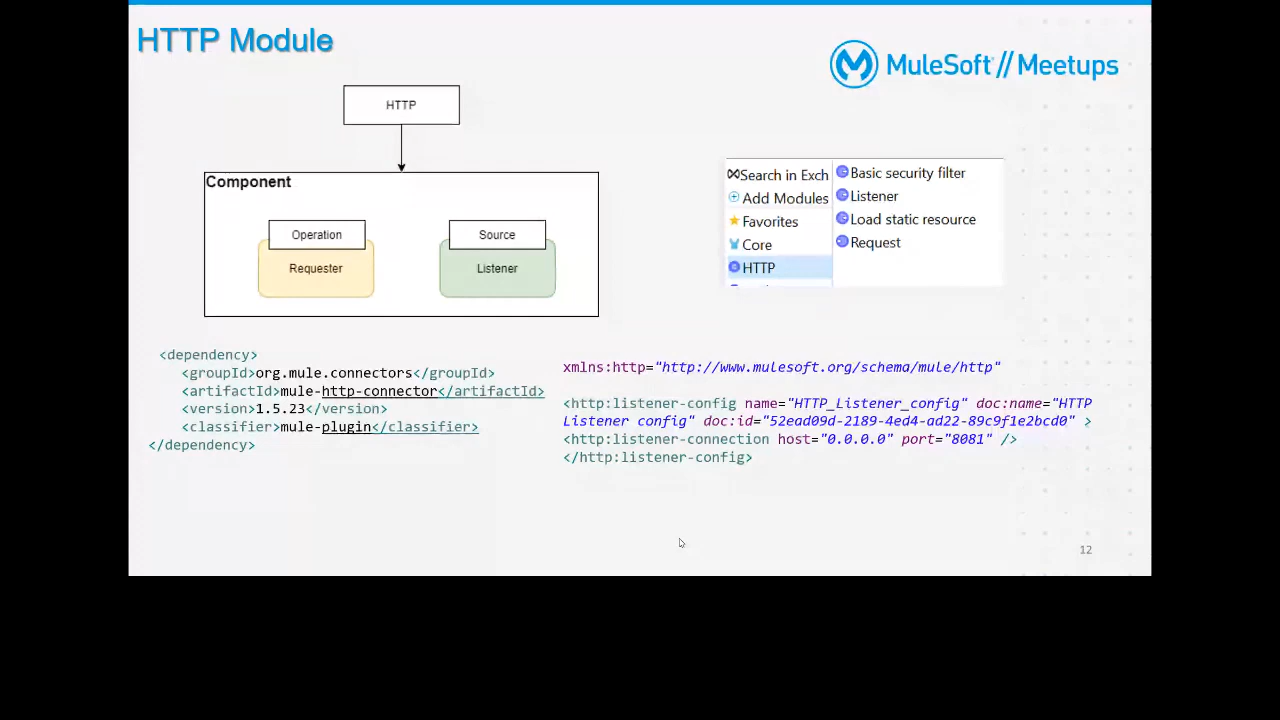 HTTP Module
MuleSoft // Meetups
HTTP
Component
Operation
Requester
Source
Listener
Search in Exch
Add Modules
Favorites
Core
HTTP
Basic security filter
Listener
Load static resource
Request
<dependency>
<groupId>org.mule.connectors</groupId>
<artifactId>mule-http-connector</artifactId>
<version>1.5.23</version>
<classifier>mule-plugin</classifier>
</dependency>
xmlns:http="http://www.mulesoft.org/schema/mule/http"
<http:listener-config name="HTTP_Listener_config" doc:name="HTTP
Listener config" doc:id="52ead09d-2189-4ed4-ad22-89c9f1e2bcd0" >
<http:listener-connection host="0.0.0.0" port="8081" />
</http:listener-config>
12